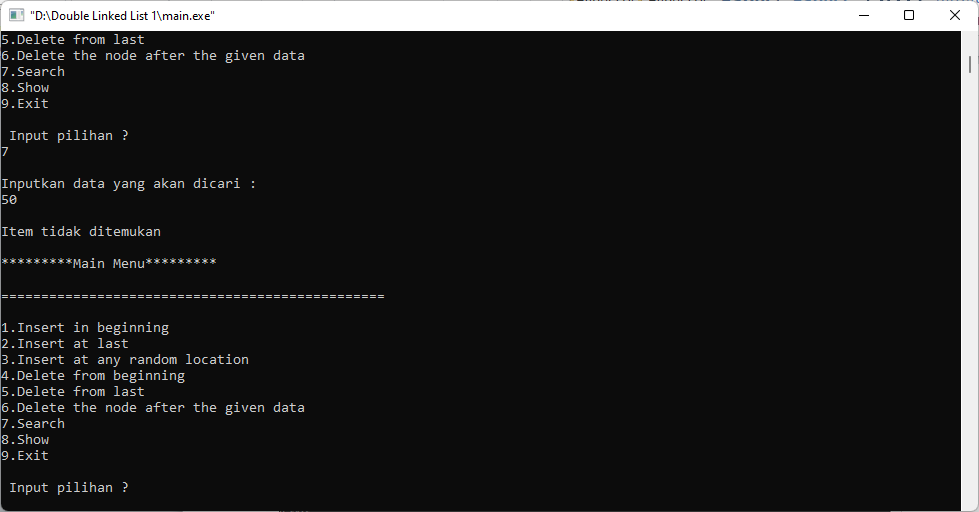 "D:\Double Linked List 1\main.exe"
5.Delete from last
6.Delete the node after the given data
7.Search
8.Show
9.Exit
Input pilihan ?
7
Inputkan data yang akan dicari :
50
Item tidak ditemukan
*********Main Menu*********
================================================
1.Insert in beginning
2.Insert at last
3.Insert at any random location
4.Delete from beginning
5.Delete from last
6.Delete the node after the given data
7.Search
8.Show
9.Exit
Input pilihan ?